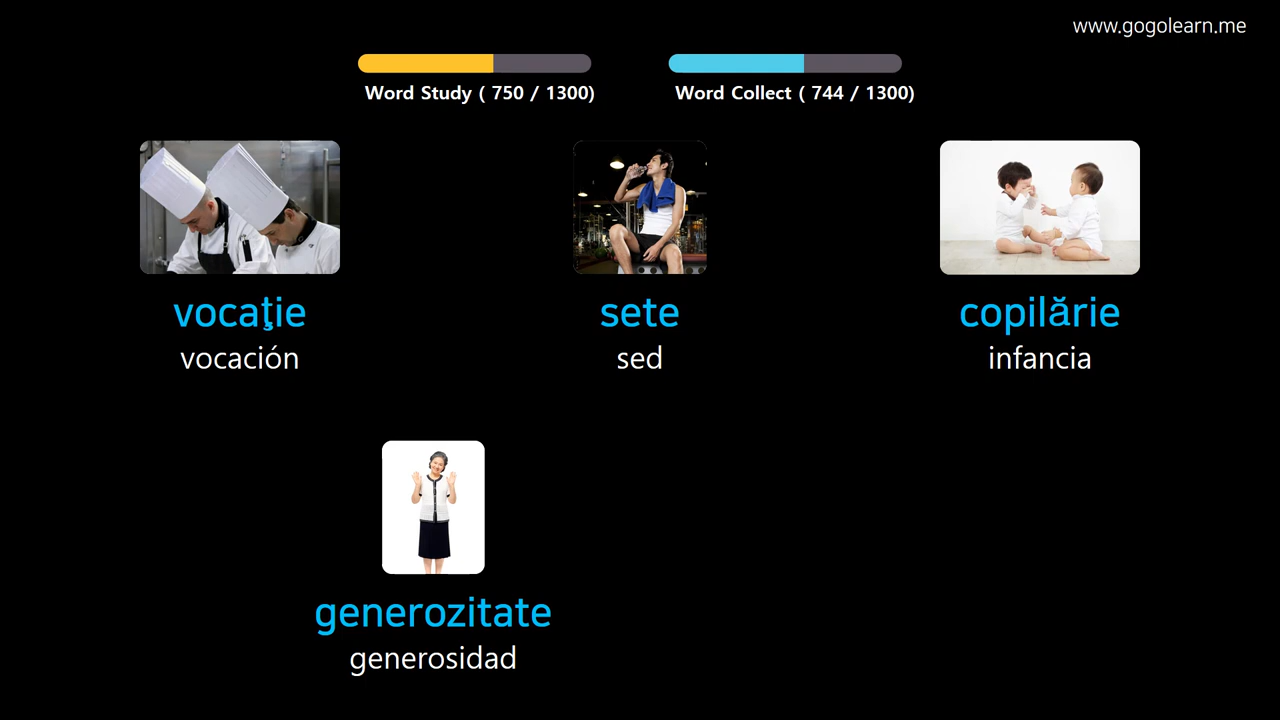 www.gogolearn.me
Word Study ( 750 / 1300)
Word Collect ( 744 / 1300)
vocaţie
vocación
sete
sed
copilărie
infancia
generozitate
generosidad